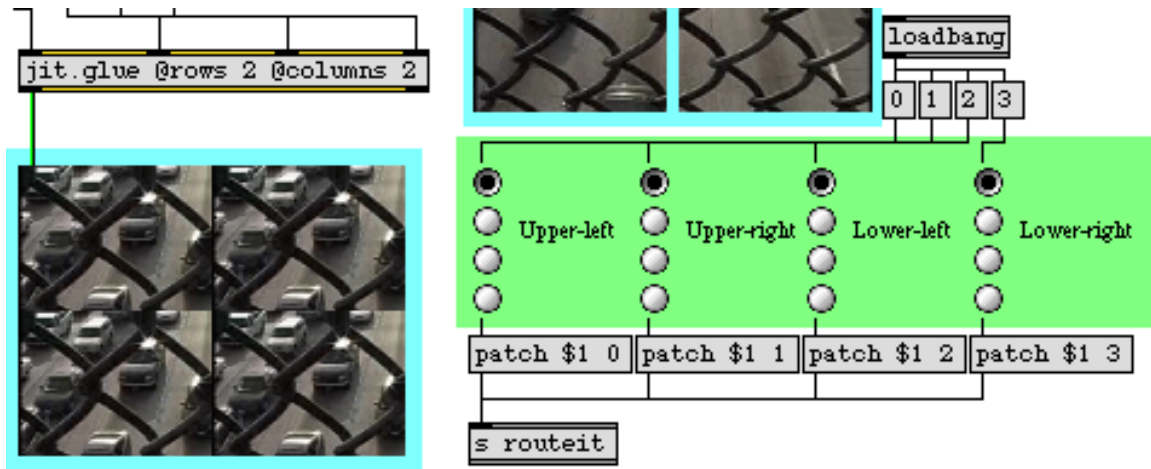 jit.glue @rows 2 @columns 2
loadbang
0 1 2 3
Upper-left Upper-right Lower-left Lower-right
patch $1 0 patch $1 1 patch $1 2 patch $1 3
s routeit